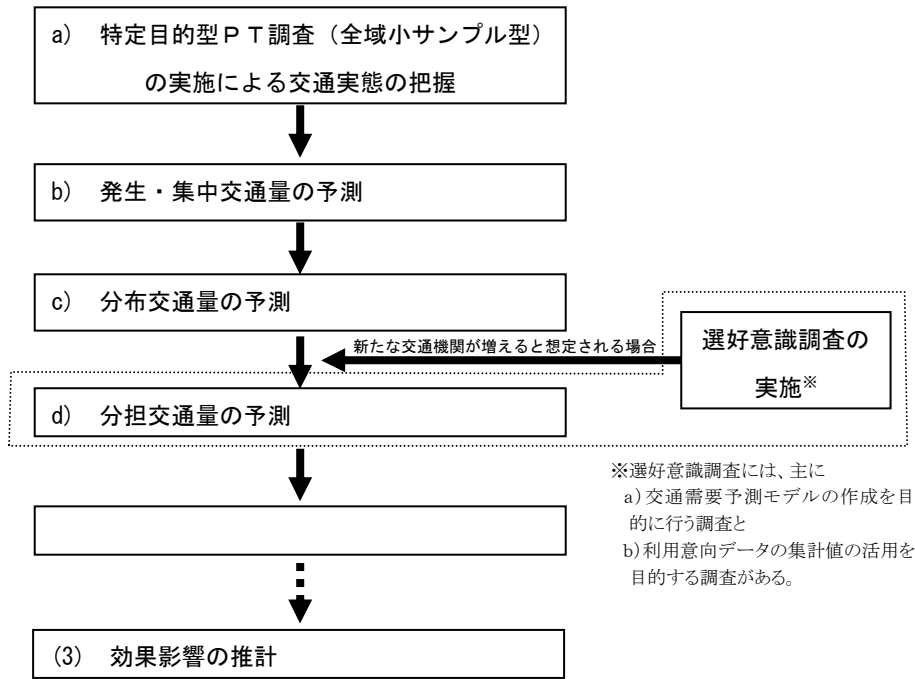 a) 特定目的型ＰＴ調査（全域小サンプル型）
の実施による交通実態の把握
b) 発生・集中交通量の予測
c) 分布交通量の予測
新たな交通機関が増えると想定される場合
選好意識調査の
実施※
d) 分担交通量の予測
※選好意識調査には、主に
a)交通需要予測モデルの作成を目
的に行う調査と
b)利用意向データの集計値の活用を
目的する調査がある。
(3) 効果影響の推計